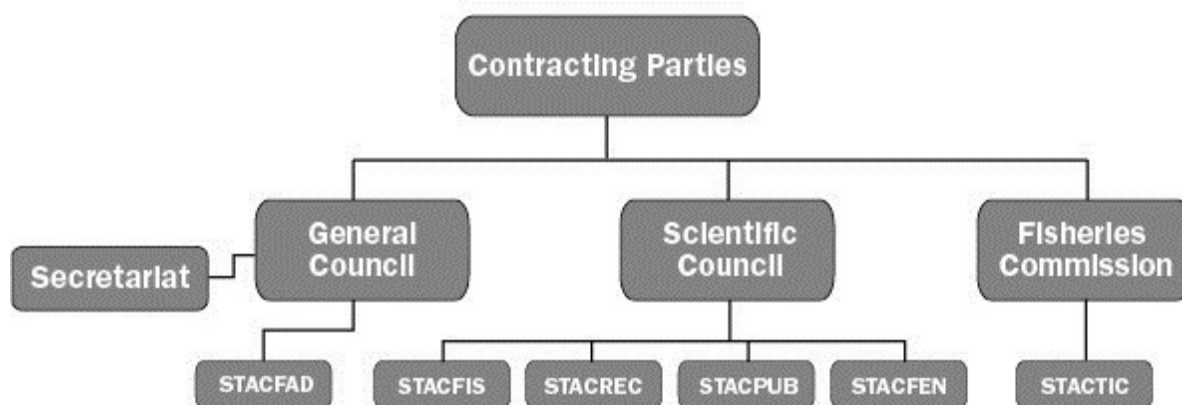 Contracting Parties
General
Council
Scientific
Council
Fisheries
Commission
Secretariat
STACFAD
STACFIS
STACREC
STACPUB
STACFEN
STACTIC